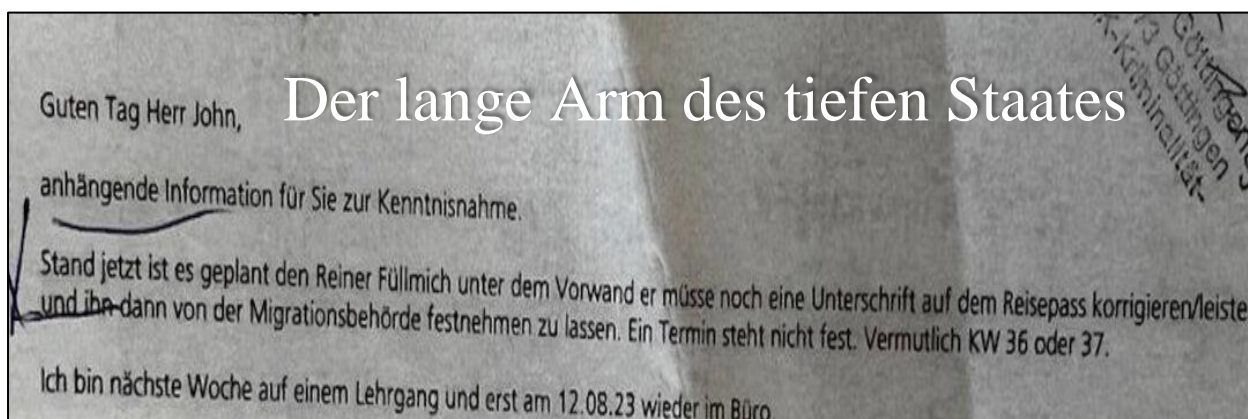 Der lange Arm des tiefen Staates
73 Göttingen
K-Kriminalität-
Guten Tag Herr John,
anhängende Information für Sie zur Kenntnisnahme.
Stand jetzt ist es geplant den Reiner Füllmich unter dem Vorwand er müsse noch eine Unterschrift auf dem Reisepass korrigieren/leiste
und ihn dann von der Migrationsbehörde festnehmen zu lassen. Ein Termin steht nicht fest. Vermutlich KW 36 oder 37.
Ich bin nächste Woche auf einem Lehrgang und erst am 12.08.23 wieder im Büro